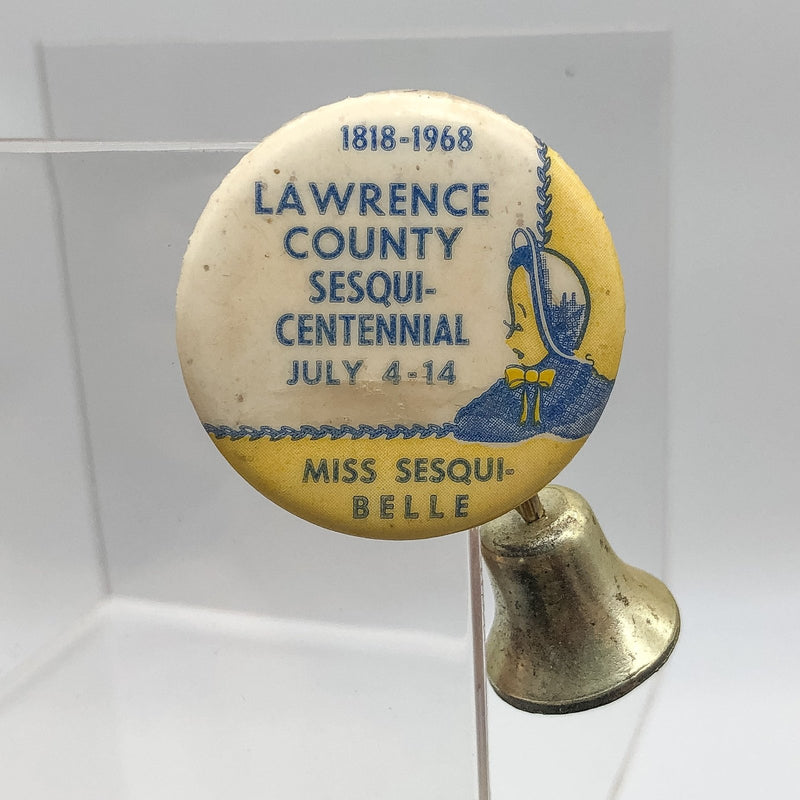 1818-1968
LAWRENCE
COUNTY
SESQUI-
CENTENNIAL
JULY 4-14
MISS SESQUI-
BELLE